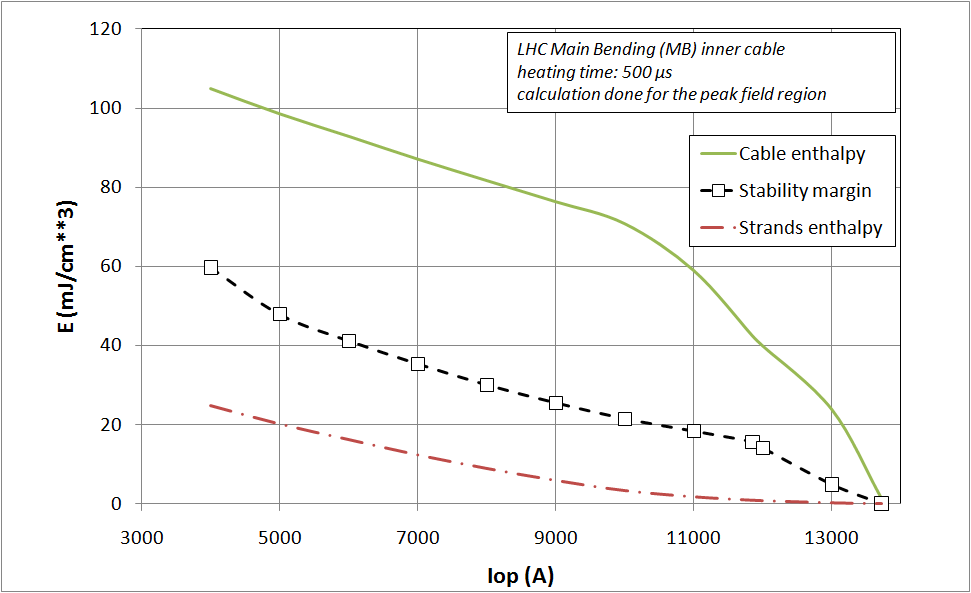 120
100
80
60
40
20
0
E (mJ/cm**3)
LHC Main Bending (MB) inner cable
heating time: 500 µs
calculation done for the peak field region
Cable enthalpy
Stability margin
Strands enthalpy
3000 5000 7000 9000 11000 13000
Iop (A)